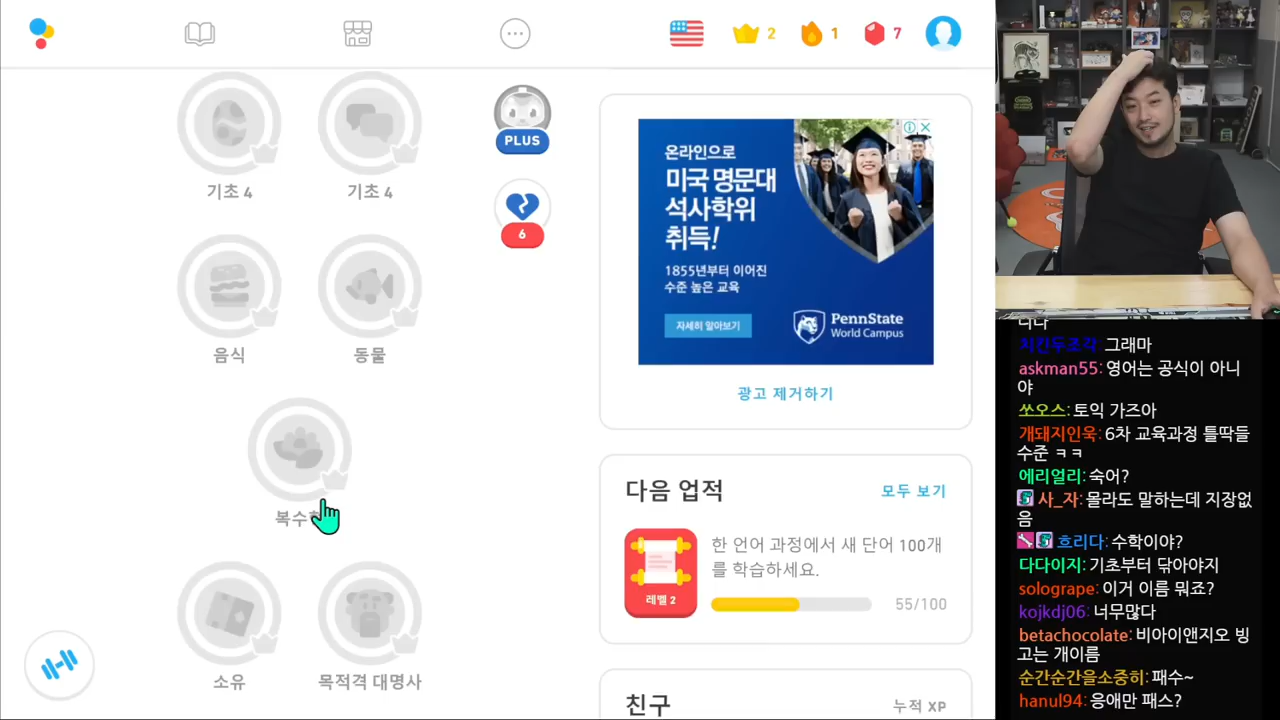 2
1
7
기초 4
기초 4
음식
동물
소유
목적격 대명사
PLUS
6
온라인으로
미국 명문대
석사학위
취득!
1855년부터 이어진
수준 높은 교육
자세히 알아보기
PennState
World Campus
광고 제거하기
다음 업적
모두 보기
한 언어 과정에서 새 단어 100개
를 학습하세요.
레벨 2
55/100
친구
누적 XP
치킨두조각: 그래마
askman55: 영어는 공식이 아니
야
쏘오스: 토익 가즈아
개돼지인욱: 6차 교육과정 틀딱들
수준 ㅋㅋ
에리얼리: 숙어?
사_자: 몰라도 말하는데 지장없
음
흐리다: 수학이야?
다다이지: 기초부터 닦아야지
sologrape: 이거 이름 뭐죠?
kojkdj06: 너무많다
betachocolate: 비아이앤지오 빙
고는 개이름
순간순간을소중히: 패수~
hanul94: 응애만 패스?